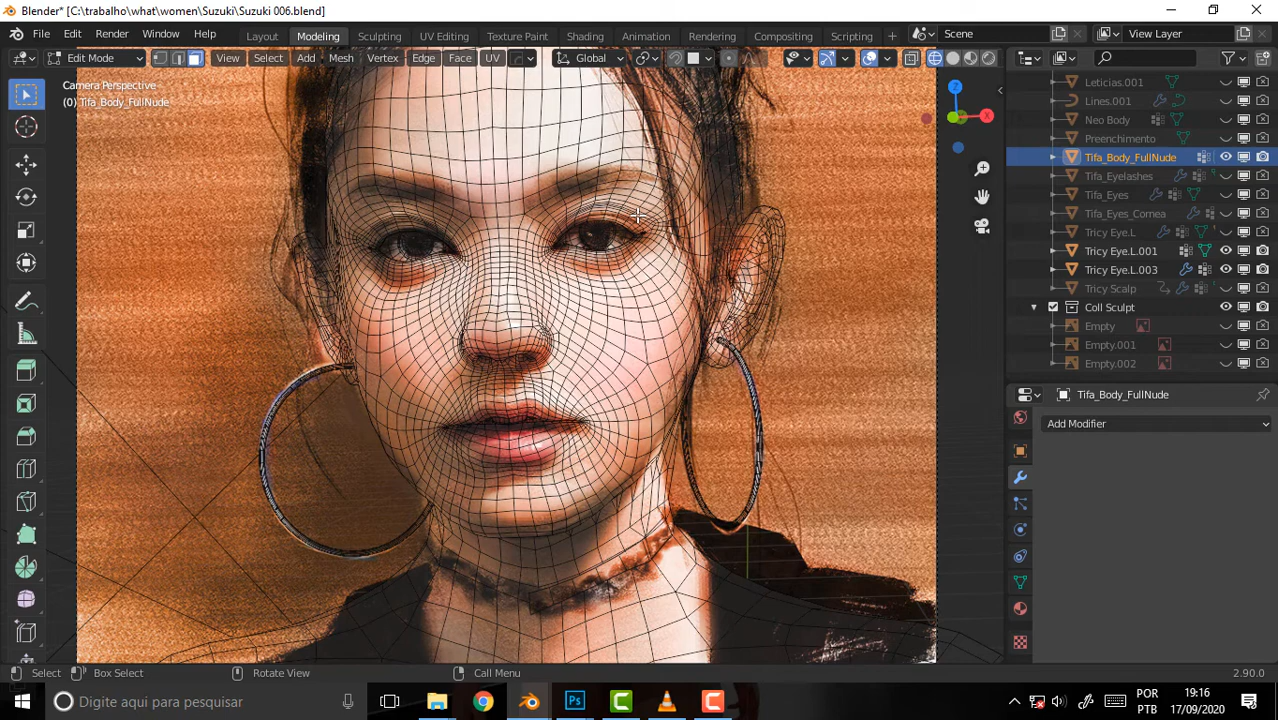 Blender* [C:\trabalho\what\women\Suzuki\Suzuki 006.blend]
File Edit Render Window Help Layout Modeling Sculpting UV Editing Texture Paint Shading Animation Rendering Compositing Scripting + Scene View Layer
Edit Mode View Select Add Mesh Vertex Edge Face UV Global
Camera Perspective
(0) Tifa_Body_FullNude
Z
X
Leticias.001
Lines.001
Neo Body
Preenchimento
Tifa_Body_FullNude
Tifa_Eyelashes
Tifa_Eyes
Tifa_Eyes_Cornea
Tricy Eye.L
Tricy Eye.L.001
Tricy Eye.L.003
Tricy Scalp
Coll Sculpt
Empty
Empty.001
Empty.002
Tifa_Body_FullNude
Add Modifier
Select Box Select Rotate View Call Menu 2.90.0
Digite aqui para pesquisar
POR
PTB2
19:16
17/09/2020